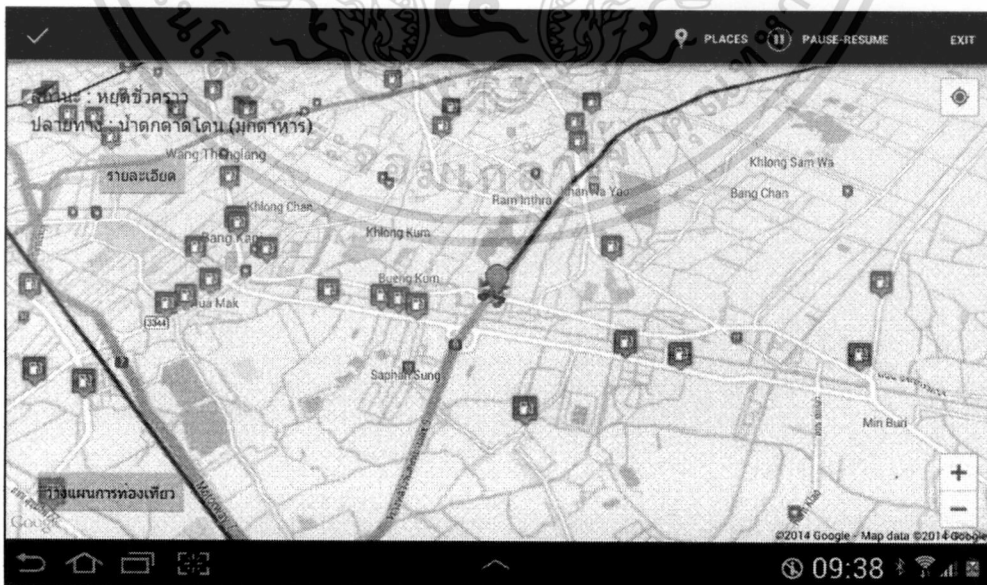 PLACES
PAUSE-RESUME
EXIT
สถานะ : หยุดชั่วคราว
ปลายทาง : น้ำตกตาดโตน (มุกดาหาร)
รายละเอียด
Wang Thonglang
Khlong Sam Wa
Ram Inthra
Khan Na Yao
Bang Chan
Khlong Chan
Khlong Kum
Bang Kapi
Bueng Kum
Hua Mak
3344
Saphan Sung
Min Buri
วางแผนการท่องเที่ยว
Google
©2014 Google - Map data ©2014 Google
09:38